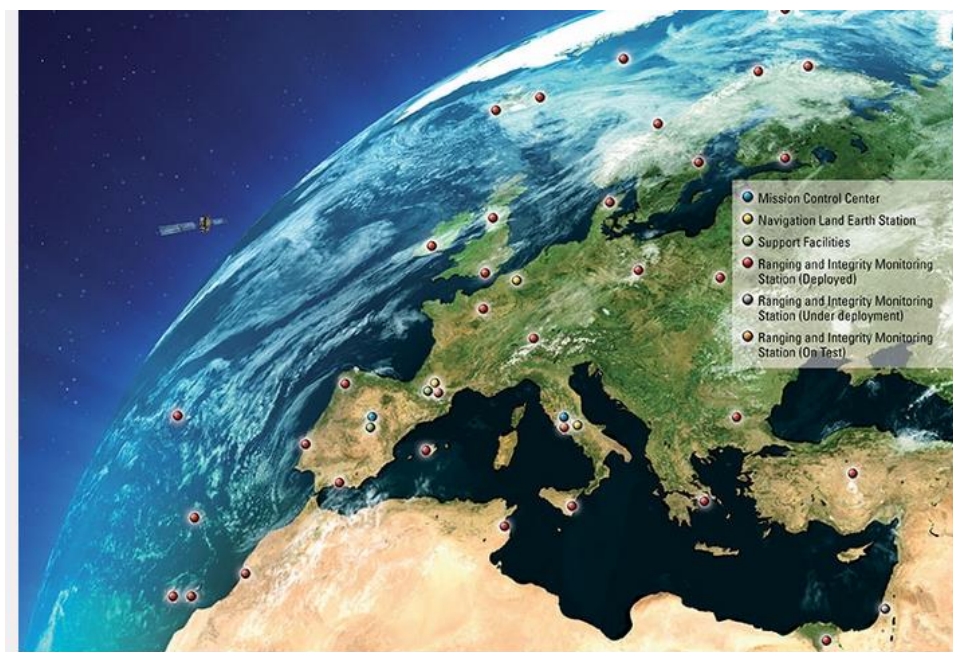 Mission Control Center
Navigation Land Earth Station
Support Facilities
Ranging and Integrity Monitoring
Station (Deployed)
Ranging and Integrity Monitoring
Station (Under deployment)
Ranging and Integrity Monitoring
Station (On Test)